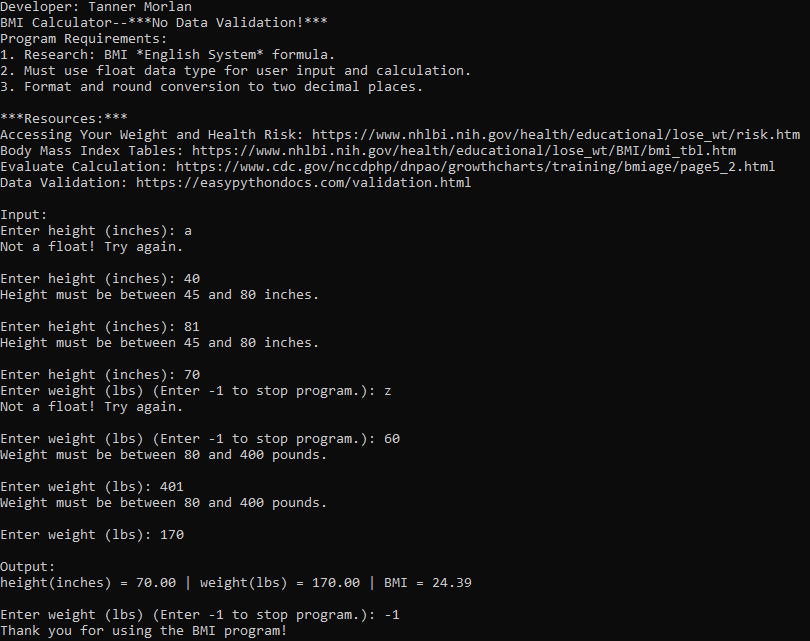 Developer: Tanner Morlan
BMI Calculator--***No Data Validation!***
Program Requirements:
1. Research: BMI *English System* formula.
2. Must use float data type for user input and calculation.
3. Format and round conversion to two decimal places.
***Resources:***
Accessing Your Weight and Health Risk: https://www.nhlbi.nih.gov/health/educational/lose_wt/risk.htm
Body Mass Index Tables: https://www.nhlbi.nih.gov/health/educational/lose_wt/BMI/bmi_tbl.htm
Evaluate Calculation: https://www.cdc.gov/nccdphp/dnpao/growthcharts/training/bmiage/page5_2.html
Data Validation: https://easypythondocs.com/validation.html
Input:
Enter height (inches): a
Not a float! Try again.
Enter height (inches): 40
Height must be between 45 and 80 inches.
Enter height (inches): 81
Height must be between 45 and 80 inches.
Enter height (inches): 70
Enter weight (lbs) (Enter -1 to stop program.): z
Not a float! Try again.
Enter weight (lbs) (Enter -1 to stop program.): 60
Weight must be between 80 and 400 pounds.
Enter weight (lbs): 401
Weight must be between 80 and 400 pounds.
Enter weight (lbs): 170
Output:
height(inches) = 70.00 | weight(lbs) = 170.00 | BMI = 24.39
Enter weight (lbs) (Enter -1 to stop program.): -1
Thank you for using the BMI program!